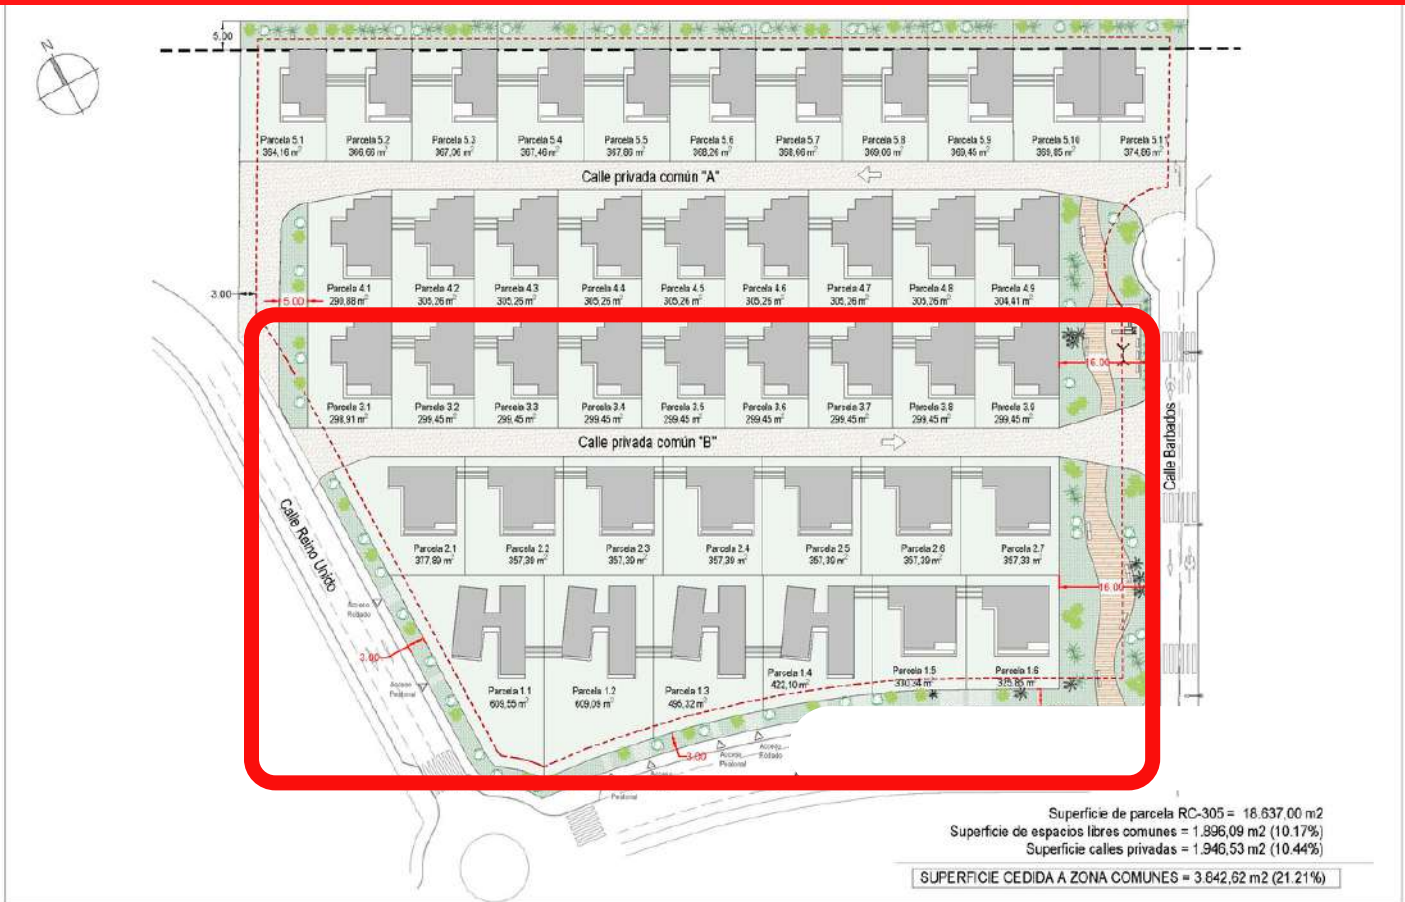 N
5.00
Parcela 5.1
364,16 m²
Parcela 5.2
366,66 m²
Parcela 5.3
367,06 m²
Parcela 5.4
367,46 m²
Parcela 5.5
367,86 m²
Parcela 5.6
368,26 m²
Parcela 5.7
368,66 m²
Parcela 5.8
369,06 m²
Parcela 5.9
369,45 m²
Parcela 5.10
369,85 m²
Parcela 5.11
374,86 m²
Calle privada común "A"
3.00
5.00
Parcela 4.1
299,88 m²
Parcela 4.2
305,26 m²
Parcela 4.3
305,26 m²
Parcela 4.4
305,26 m²
Parcela 4.5
305,26 m²
Parcela 4.6
305,26 m²
Parcela 4.7
305,26 m²
Parcela 4.8
305,26 m²
Parcela 4.9
304,41 m²
16.00
Parcela 3.1
298,91 m²
Parcela 3.2
299,45 m²
Parcela 3.3
299,45 m²
Parcela 3.4
299,45 m²
Parcela 3.5
299,45 m²
Parcela 3.6
299,45 m²
Parcela 3.7
299,45 m²
Parcela 3.8
299,45 m²
Parcela 3.9
299,45 m²
Calle privada común "B"
Calle Barbados
Calle Reino Unido
Parcela 2.1
377,89 m²
Parcela 2.2
357,39 m²
Parcela 2.3
357,39 m²
Parcela 2.4
357,39 m²
Parcela 2.5
357,39 m²
Parcela 2.6
357,39 m²
Parcela 2.7
357,33 m²
16.00
Acceso
Rodado
3.00
Acceso
Peatonal
Parcela 1.1
609,55 m²
Parcela 1.2
609,09 m²
Parcela 1.3
495,32 m²
Parcela 1.4
422,10 m²
Parcela 1.5
Parcela 1.6
3.00
Acceso
Peatonal
Acceso
Rodado
Peatonal
Superficie de parcela RC-305 = 18.637,00 m2
Superficie de espacios libres comunes = 1.896,09 m2 (10.17%)
Superficie calles privadas = 1.946,53 m2 (10.44%)
SUPERFICIE CEDIDA A ZONA COMUNES = 3.842,62 m2 (21.21%)